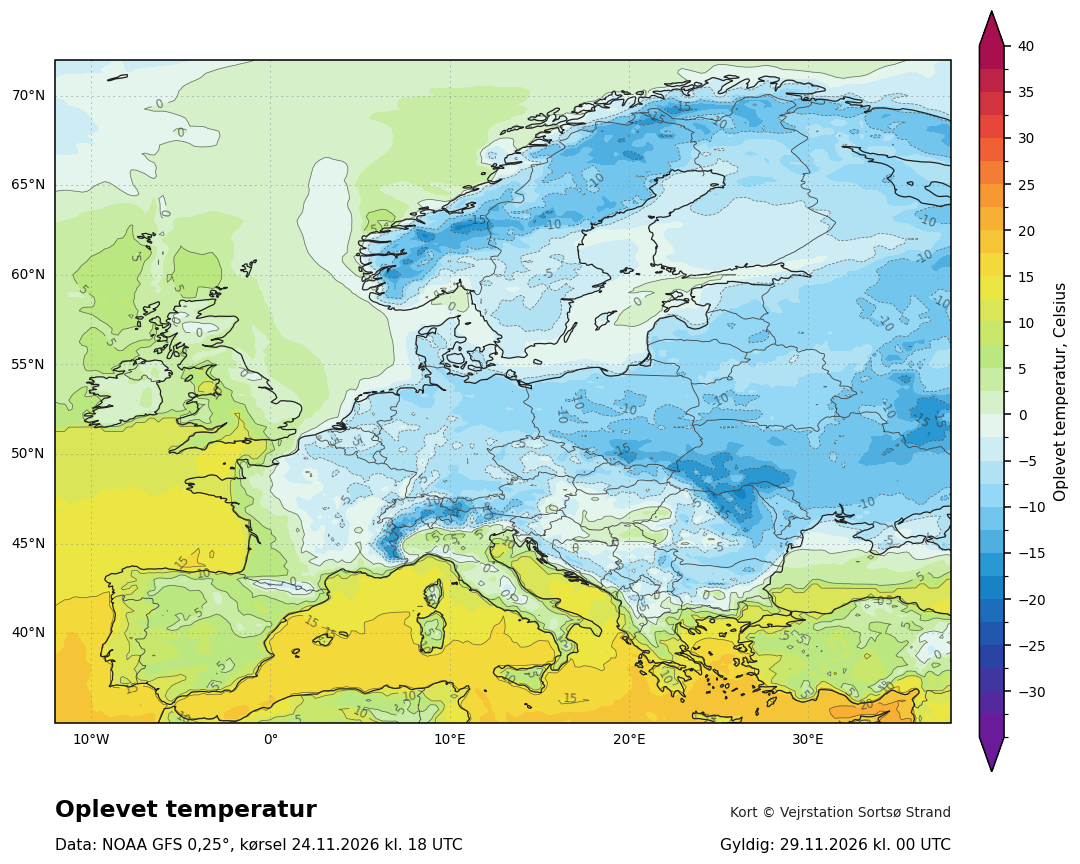 70°N
65°N
60°N
55°N
50°N
45°N
40°N
10°W
0°
10°E
20°E
30°E
40
35
30
25
20
15
10
5
0
−5
−10
−15
−20
−25
−30
Oplevet temperatur, Celsius
Oplevet temperatur
Kort © Vejrstation Sortsø Strand
Data: NOAA GFS 0,25°, kørsel 24.11.2026 kl. 18 UTC
Gyldig: 29.11.2026 kl. 00 UTC